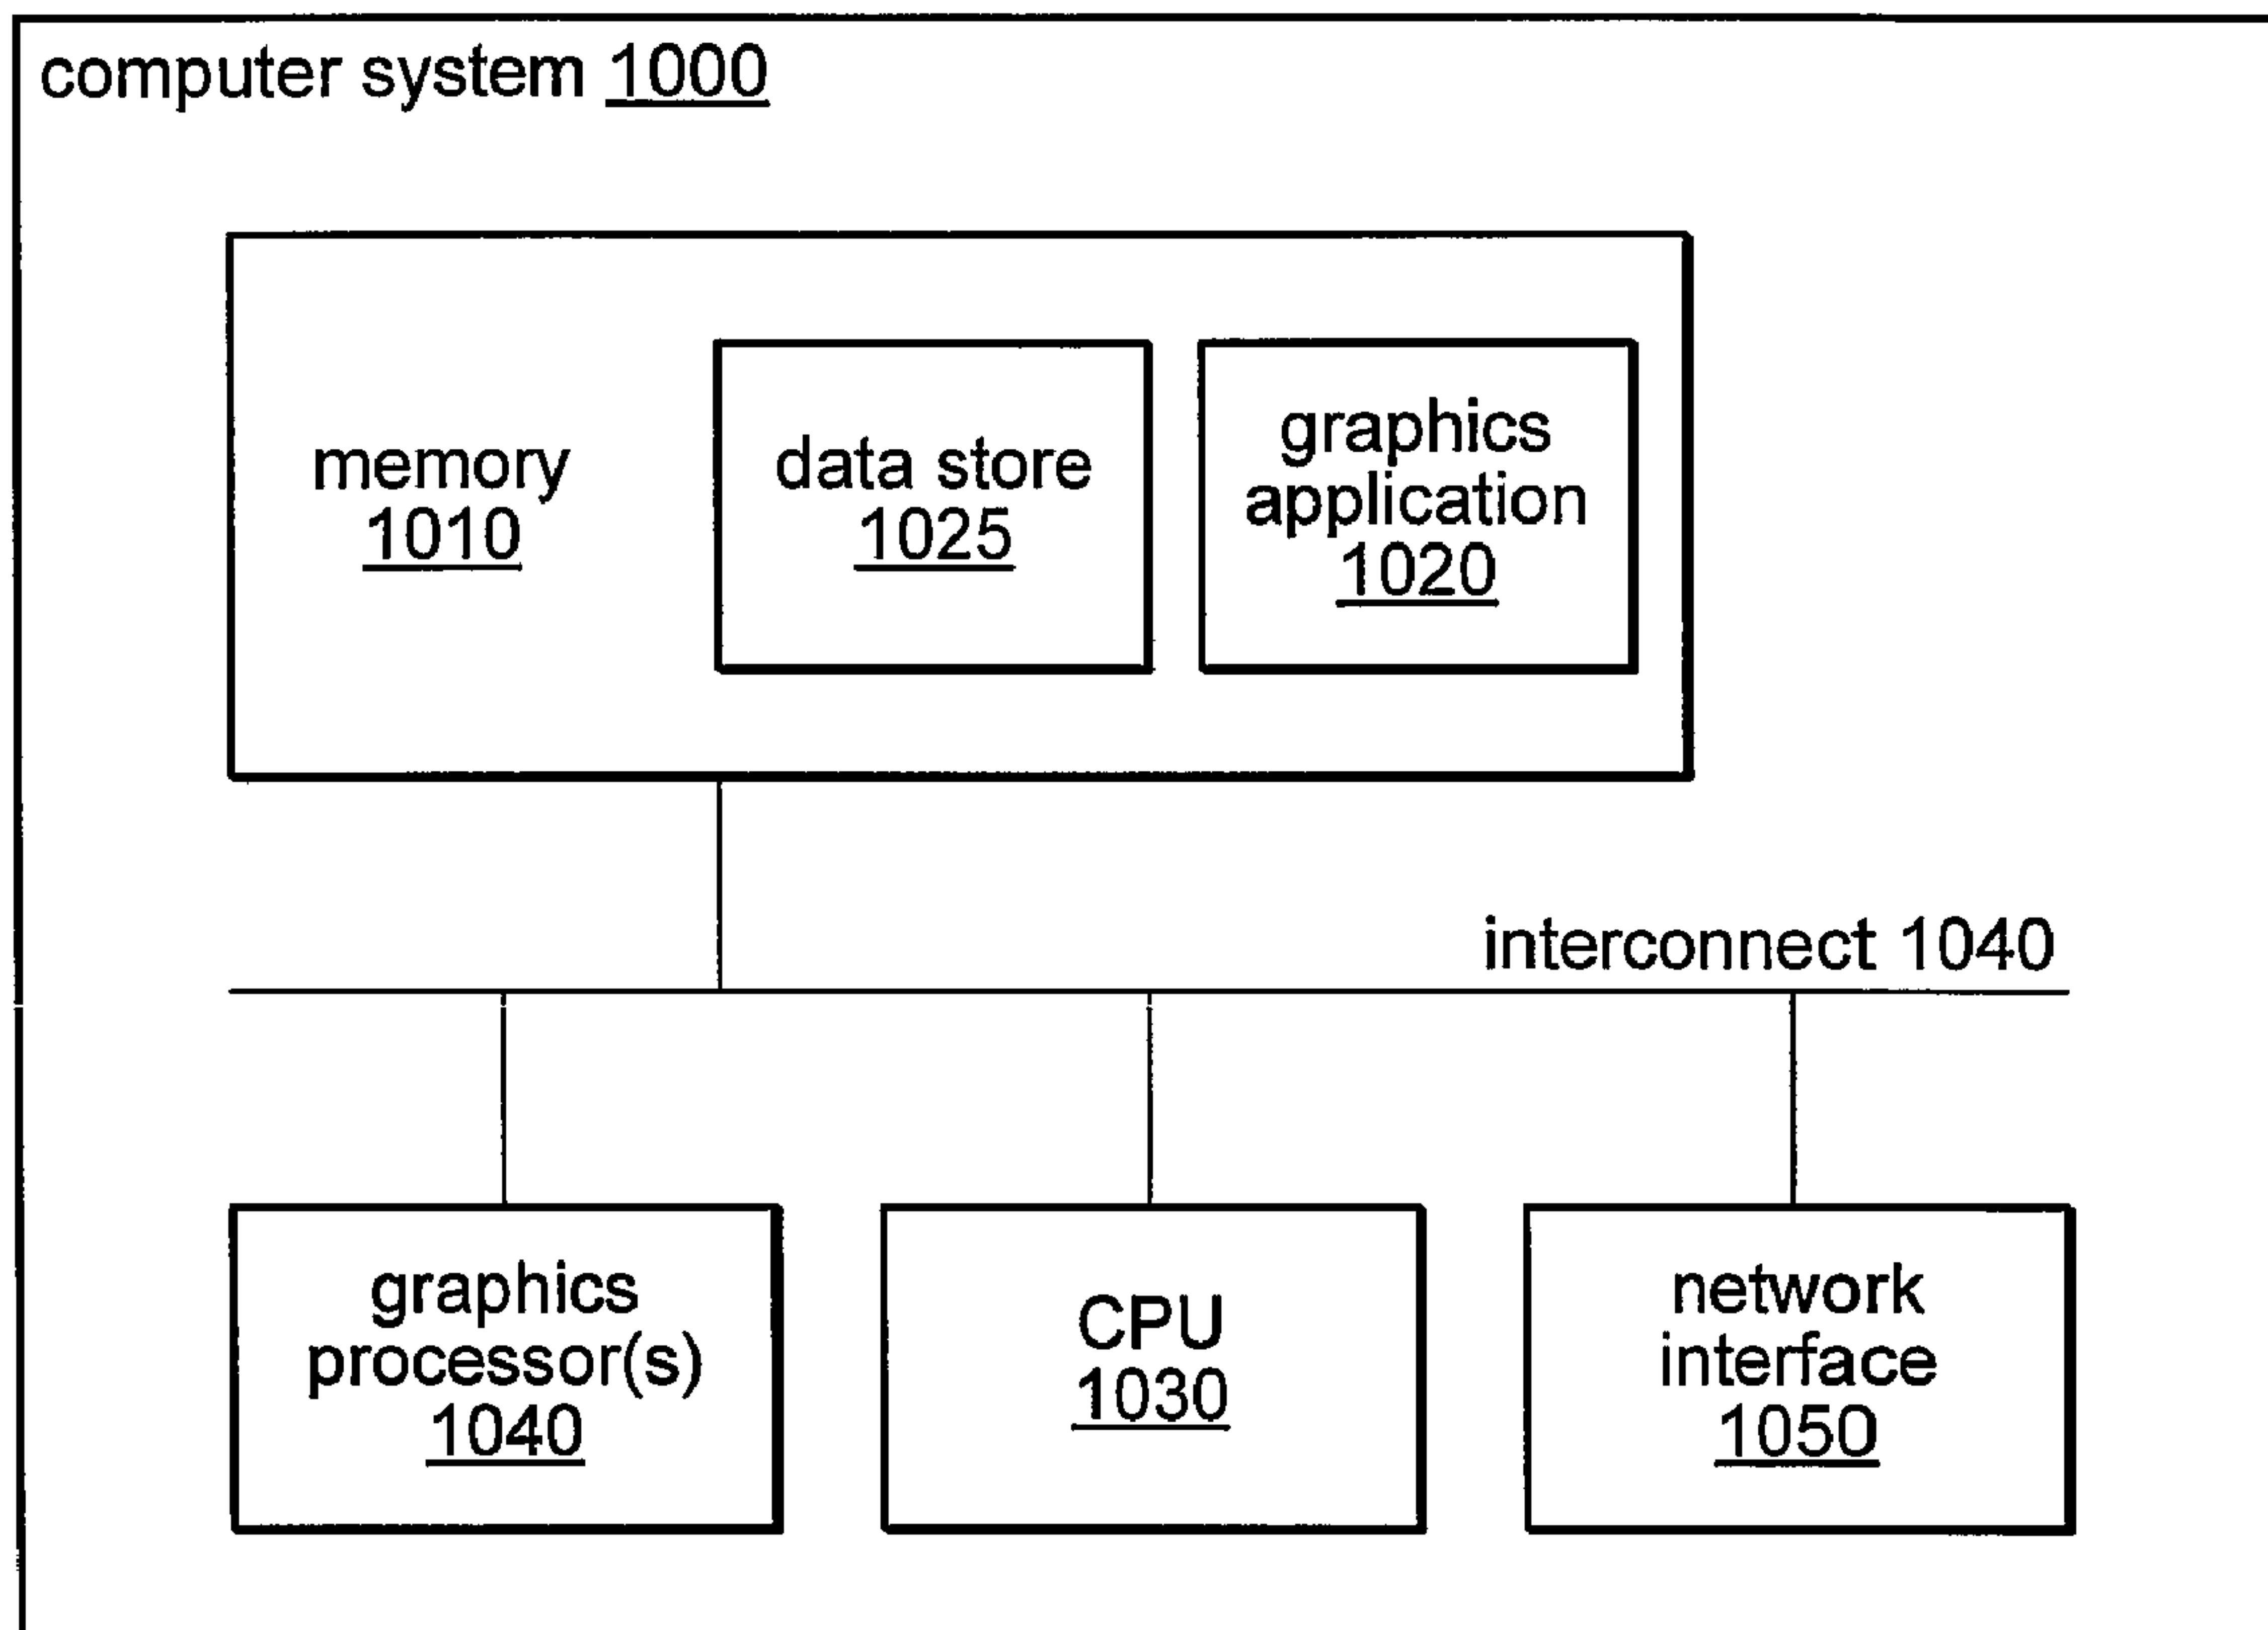 computer system 1000
memory
1010
data store
1025
graphics
application
1020
interconnect 1040
graphics
processor(s)
1040
CPU
1030
network
interface
1050